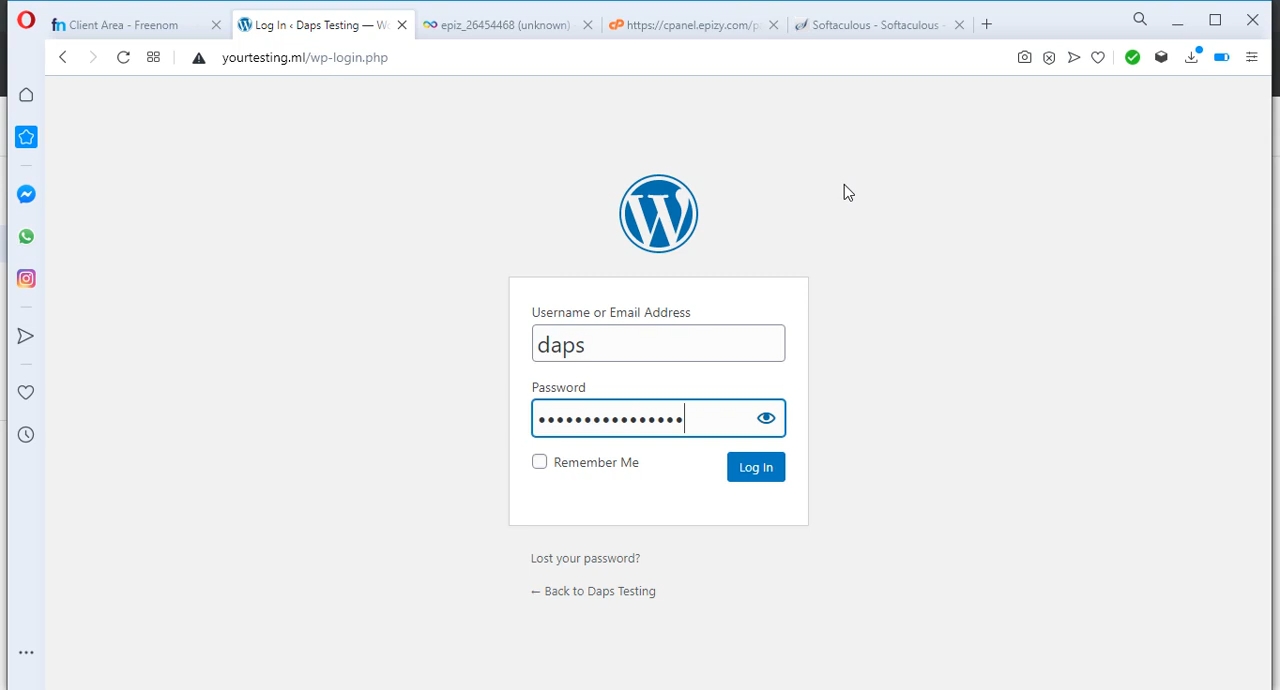 Client Area - Freenom
Log In ‹ Daps Testing — Wo
epiz_26454468 (unknown)
https://cpanel.epizy.com/p
Softaculous - Softaculous -
yourtesting.ml/wp-login.php
Username or Email Address
daps
Password
••••••••••••••••
Remember Me
Log In
Lost your password?
← Back to Daps Testing